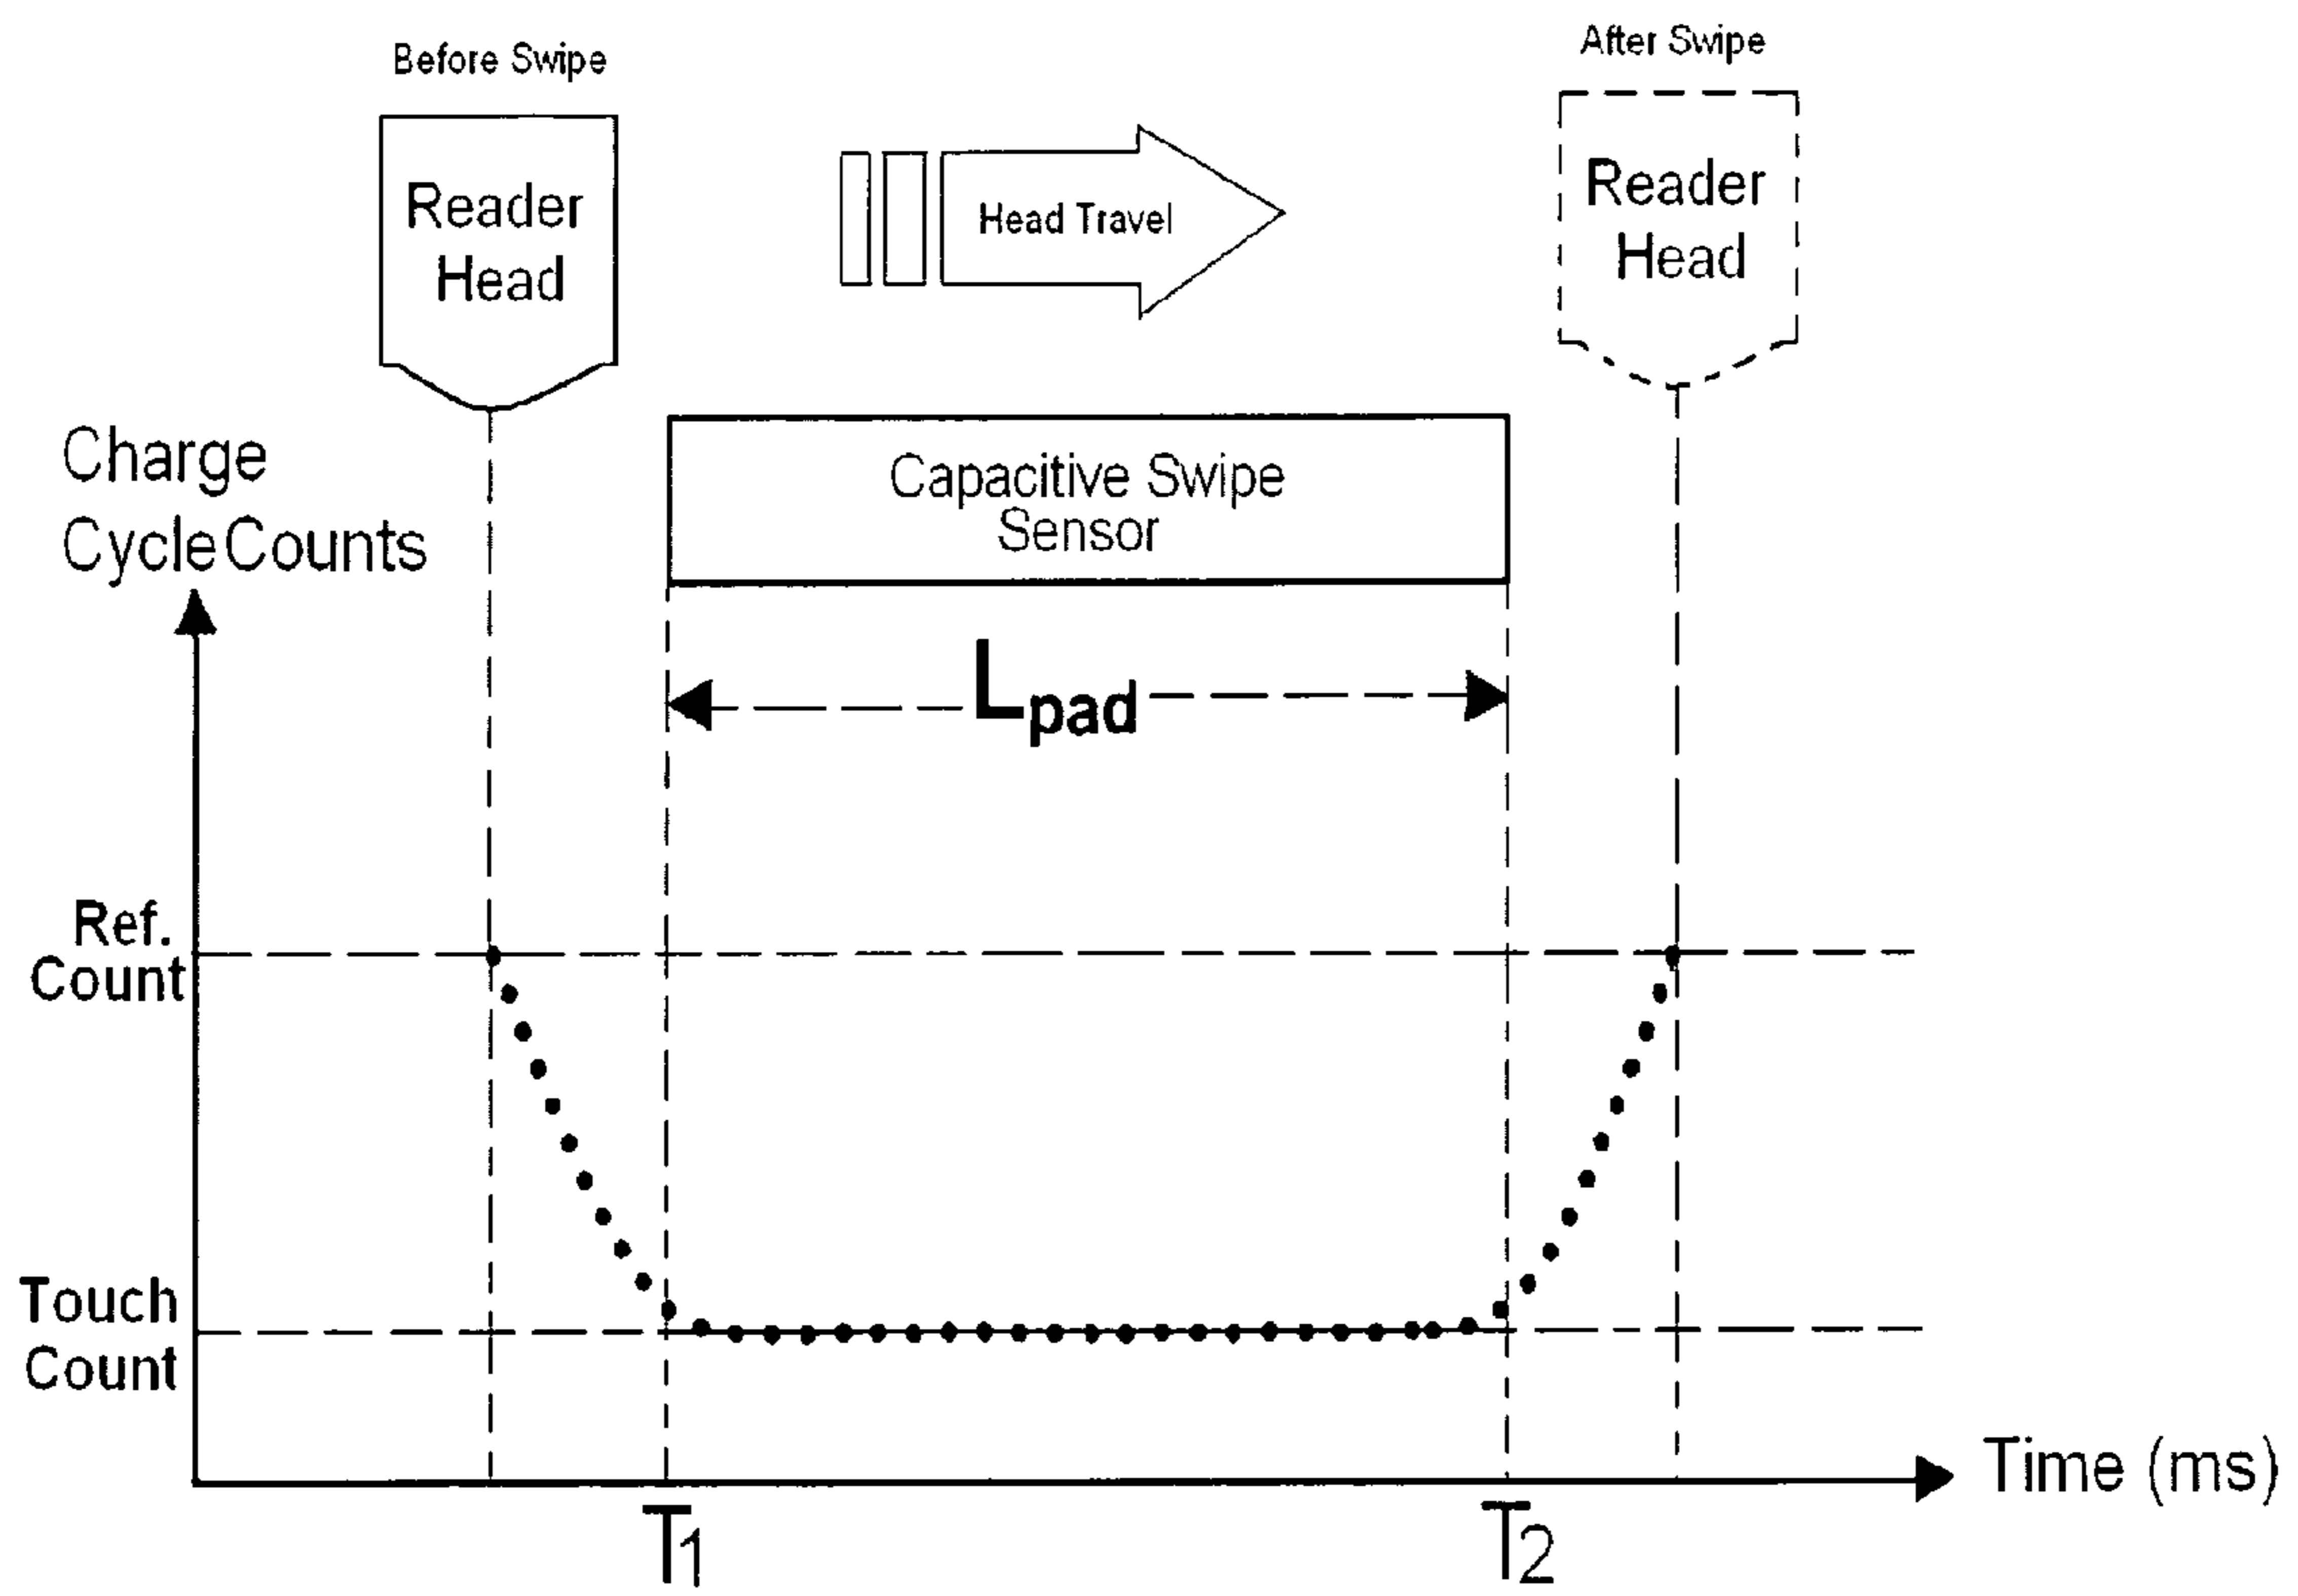 Before Swipe
After Swipe
Reader
Head
Head Travel
Reader
Head
Charge
Cycle Counts
Capacitive Swipe
Sensor
Lpad
Ref.
Count
Touch
Count
Time (ms)
T1
T2